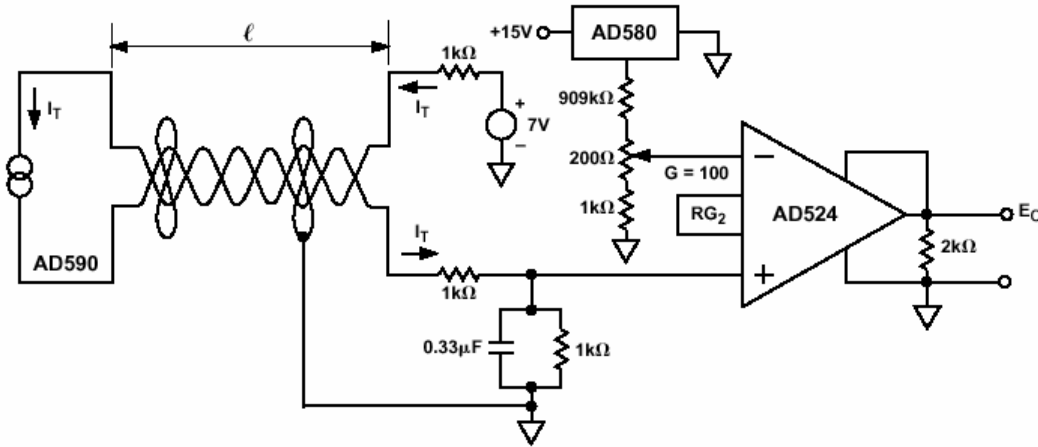 ℓ
+15V
AD580
1kΩ
909kΩ
I_T
I_T
+
7V
−
200Ω
G = 100
−
1kΩ
RG₂
AD524
E_O
2kΩ
AD590
I_T
1kΩ
+
0.33µF
1kΩ